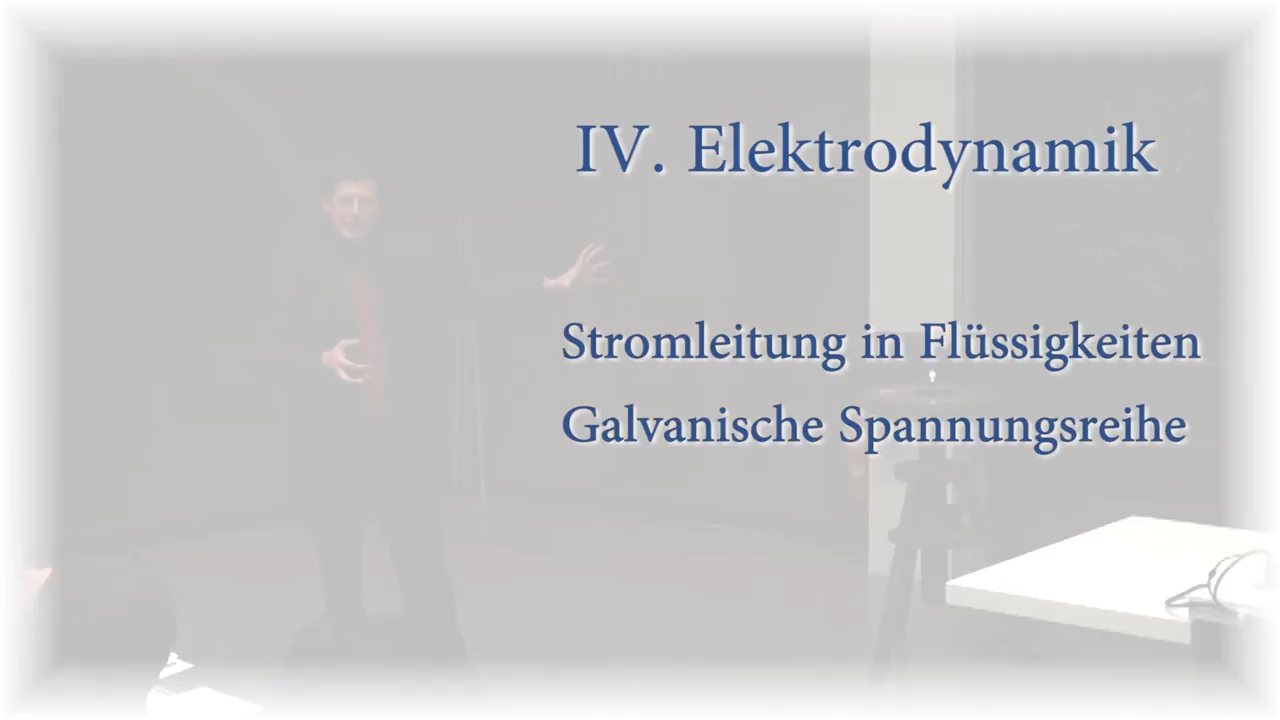 IV. Elektrodynamik
Stromleitung in Flüssigkeiten
Galvanische Spannungsreihe